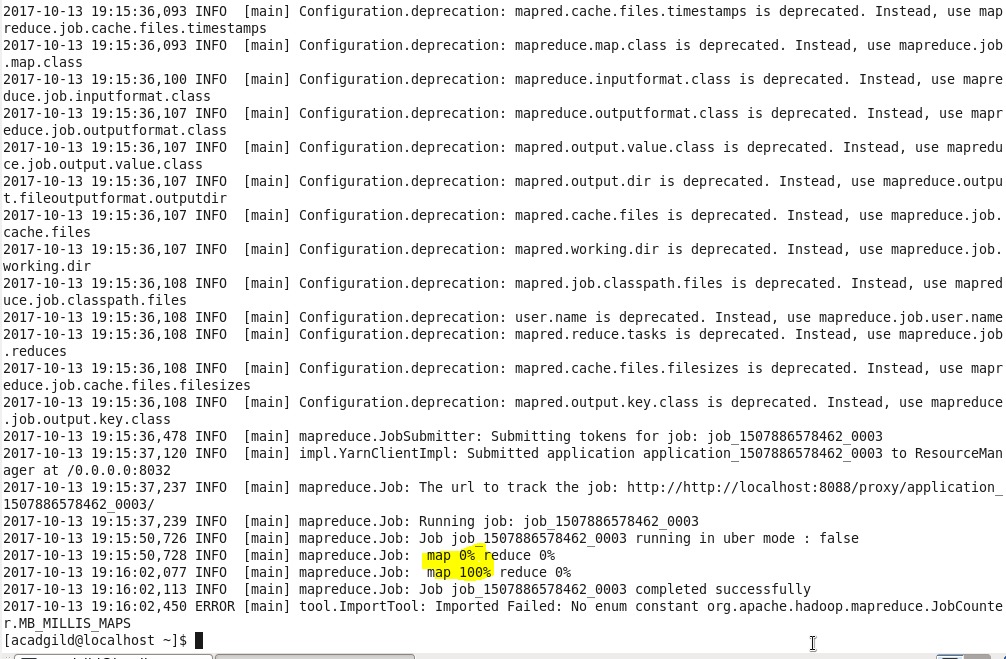 2017-10-13 19:15:36,093 INFO  [main] Configuration.deprecation: mapred.cache.files.timestamps is deprecated. Instead, use map
reduce.job.cache.files.timestamps
2017-10-13 19:15:36,093 INFO  [main] Configuration.deprecation: mapreduce.map.class is deprecated. Instead, use mapreduce.job
.map.class
2017-10-13 19:15:36,100 INFO  [main] Configuration.deprecation: mapreduce.inputformat.class is deprecated. Instead, use mapre
duce.job.inputformat.class
2017-10-13 19:15:36,107 INFO  [main] Configuration.deprecation: mapreduce.outputformat.class is deprecated. Instead, use mapr
educe.job.outputformat.class
2017-10-13 19:15:36,107 INFO  [main] Configuration.deprecation: mapred.output.value.class is deprecated. Instead, use mapredu
ce.job.output.value.class
2017-10-13 19:15:36,107 INFO  [main] Configuration.deprecation: mapred.output.dir is deprecated. Instead, use mapreduce.outpu
t.fileoutputformat.outputdir
2017-10-13 19:15:36,107 INFO  [main] Configuration.deprecation: mapred.cache.files is deprecated. Instead, use mapreduce.job.
cache.files
2017-10-13 19:15:36,107 INFO  [main] Configuration.deprecation: mapred.working.dir is deprecated. Instead, use mapreduce.job.
working.dir
2017-10-13 19:15:36,108 INFO  [main] Configuration.deprecation: mapred.job.classpath.files is deprecated. Instead, use mapred
uce.job.classpath.files
2017-10-13 19:15:36,108 INFO  [main] Configuration.deprecation: user.name is deprecated. Instead, use mapreduce.job.user.name
2017-10-13 19:15:36,108 INFO  [main] Configuration.deprecation: mapred.reduce.tasks is deprecated. Instead, use mapreduce.job
.reduces
2017-10-13 19:15:36,108 INFO  [main] Configuration.deprecation: mapred.cache.files.filesizes is deprecated. Instead, use mapr
educe.job.cache.files.filesizes
2017-10-13 19:15:36,108 INFO  [main] Configuration.deprecation: mapred.output.key.class is deprecated. Instead, use mapreduce
.job.output.key.class
2017-10-13 19:15:36,478 INFO  [main] mapreduce.JobSubmitter: Submitting tokens for job: job_1507886578462_0003
2017-10-13 19:15:37,120 INFO  [main] impl.YarnClientImpl: Submitted application application_1507886578462_0003 to ResourceMan
ager at /0.0.0.0:8032
2017-10-13 19:15:37,237 INFO  [main] mapreduce.Job: The url to track the job: http://http://localhost:8088/proxy/application_
1507886578462_0003/
2017-10-13 19:15:37,239 INFO  [main] mapreduce.Job: Running job: job_1507886578462_0003
2017-10-13 19:15:50,726 INFO  [main] mapreduce.Job: Job job_1507886578462_0003 running in uber mode : false
2017-10-13 19:15:50,728 INFO  [main] mapreduce.Job:  map 0% reduce 0%
2017-10-13 19:16:02,077 INFO  [main] mapreduce.Job:  map 100% reduce 0%
2017-10-13 19:16:02,113 INFO  [main] mapreduce.Job: Job job_1507886578462_0003 completed successfully
2017-10-13 19:16:02,450 ERROR [main] tool.ImportTool: Imported Failed: No enum constant org.apache.hadoop.mapreduce.JobCounte
r.MB_MILLIS_MAPS
[acadgild@localhost ~]$